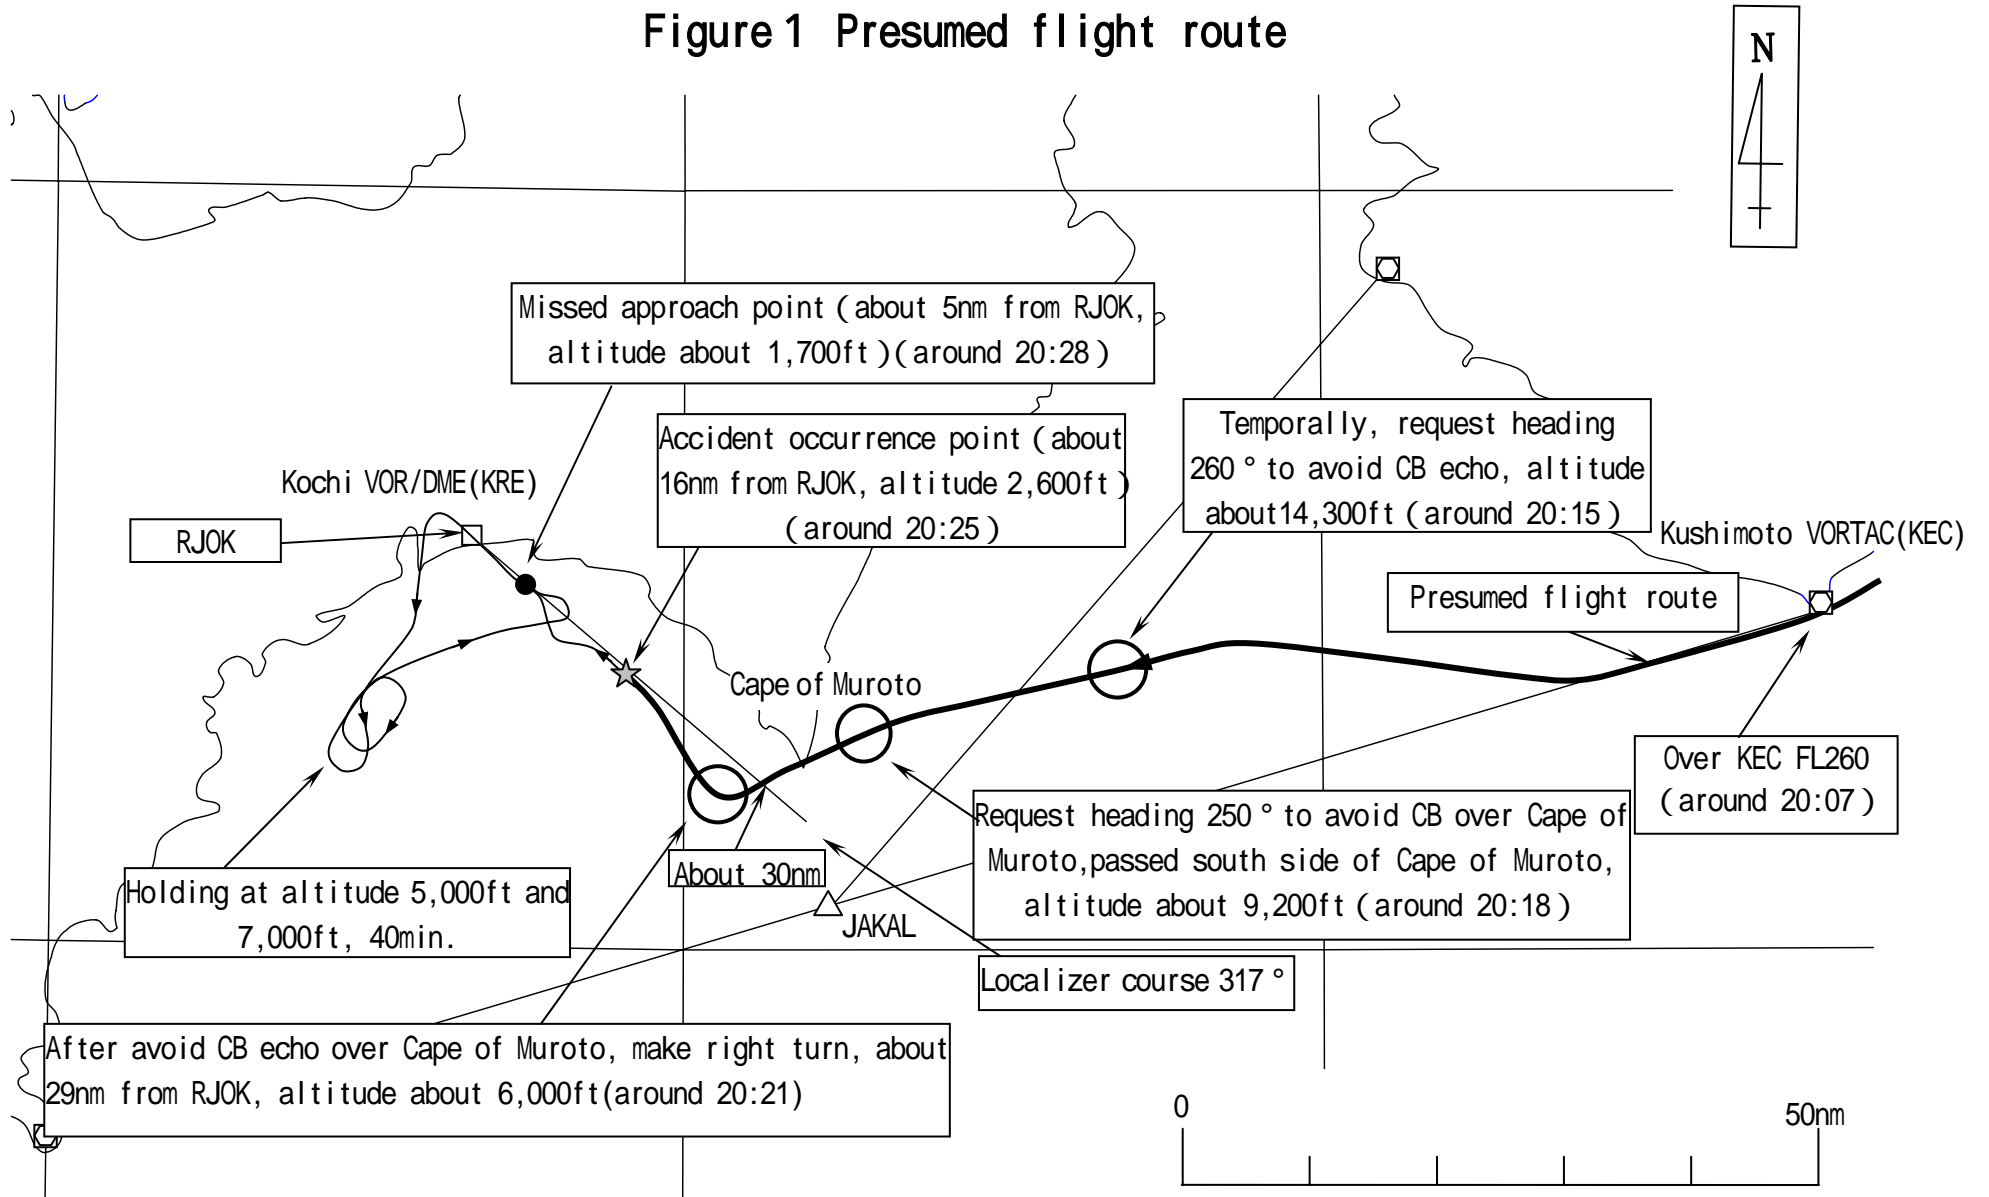 Figure 1 Presumed flight route
N
Missed approach point (about 5nm from RJOK,
altitude about 1,700ft)(around 20:28)
Accident occurrence point (about
16nm from RJOK, altitude 2,600ft)
(around 20:25)
Temporally, request heading
260° to avoid CB echo, altitude
about14,300ft (around 20:15)
Kochi VOR/DME(KRE)
RJOK
Kushimoto VORTAC(KEC)
Presumed flight route
Cape of Muroto
Over KEC FL260
(around 20:07)
Request heading 250° to avoid CB over Cape of
Muroto,passed south side of Cape of Muroto,
altitude about 9,200ft (around 20:18)
About 30nm
Holding at altitude 5,000ft and
7,000ft, 40min.
JAKAL
Localizer course 317°
After avoid CB echo over Cape of Muroto, make right turn, about
29nm from RJOK, altitude about 6,000ft(around 20:21)
0
50nm